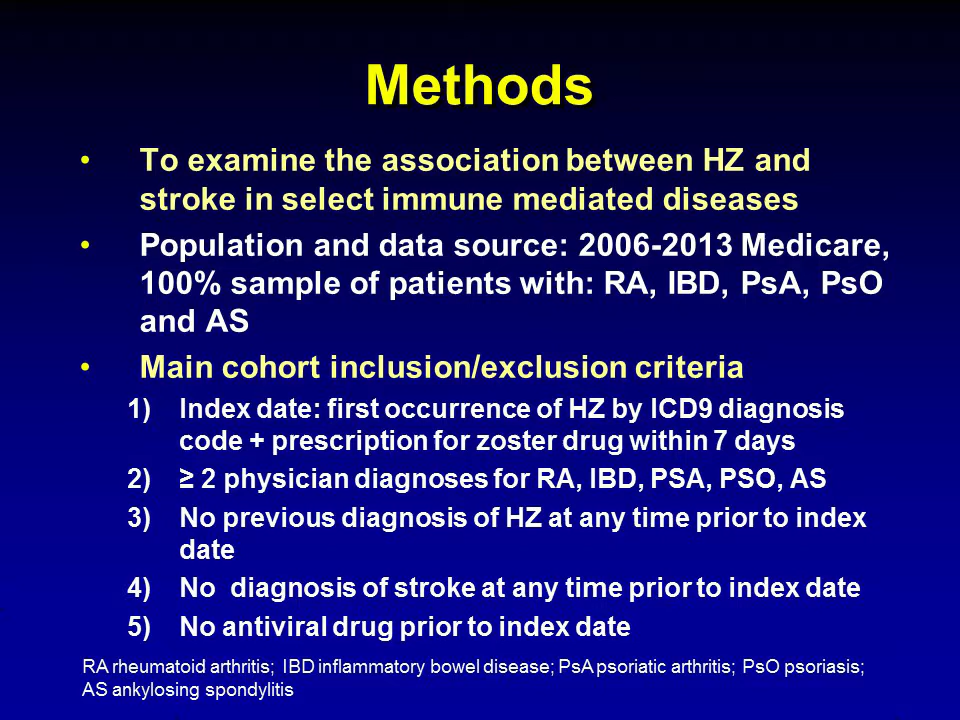 Methods
• To examine the association between HZ and
stroke in select immune mediated diseases
• Population and data source: 2006-2013 Medicare,
100% sample of patients with: RA, IBD, PsA, PsO
and AS
• Main cohort inclusion/exclusion criteria
1) Index date: first occurrence of HZ by ICD9 diagnosis
code + prescription for zoster drug within 7 days
2) ≥ 2 physician diagnoses for RA, IBD, PSA, PSO, AS
3) No previous diagnosis of HZ at any time prior to index
date
4) No  diagnosis of stroke at any time prior to index date
5) No antiviral drug prior to index date
RA rheumatoid arthritis; IBD inflammatory bowel disease; PsA psoriatic arthritis; PsO psoriasis;
AS ankylosing spondylitis